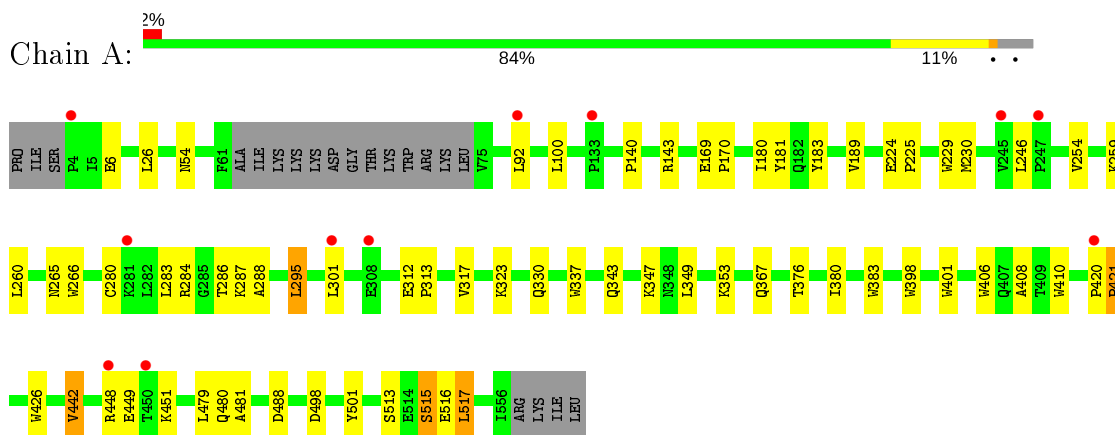 2%
Chain A:
84% 11% • •
PRO ILE SER P4 I5 E6 L26 N54 F61 ALA ILE LYS LYS LYS ASP GLY THR LYS TRP ARG LYS LEU V75 L92 L100 P133 P140 R143 E169 P170 I180 Y181 Q182 Y183 V189 E224 P225 W229 M230 V245 L246 P247 V254 K259
L260 N265 W266 C280 K281 L282 L283 R284 G285 T286 K287 A288 L295 L301 E308 E312 P313 V317 K323 Q330 W337 Q343 K347 N348 L349 K353 Q367 T376 I380 W383 W398 W401 W406 Q407 A408 T409 W410 P420 P421
W426 V442 R448 E449 T450 K451 L479 Q480 A481 D488 D498 Y501 S513 E514 S515 E516 L517 I556 ARG LYS ILE LEU